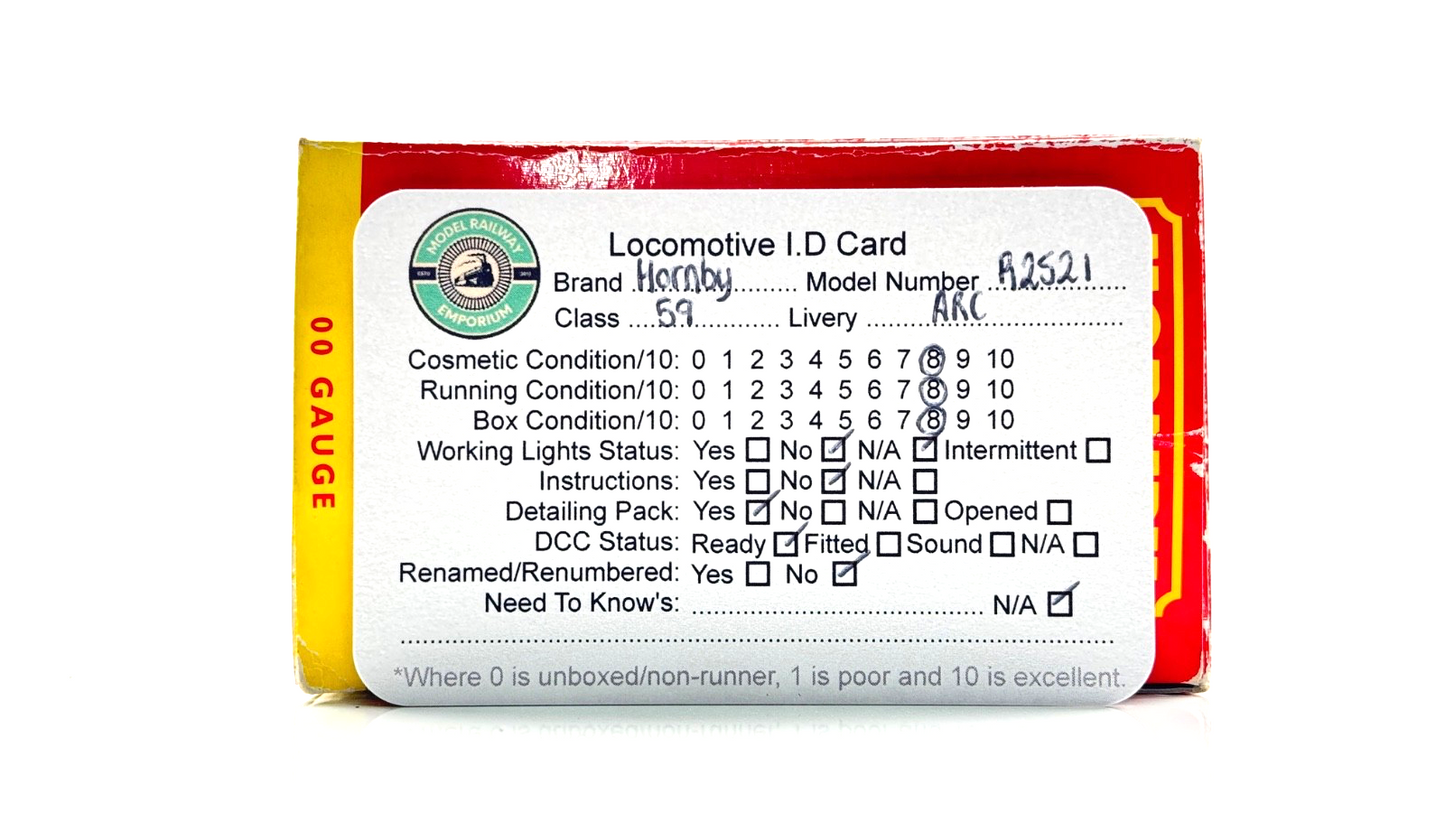 MODEL RAILWAY
EMPORIUM
Locomotive I.D Card
Brand Hornby Model Number R2521
Class 59 Livery ARC
Cosmetic Condition/10: 0 1 2 3 4 5 6 7 8 9 10
Running Condition/10: 0 1 2 3 4 5 6 7 8 9 10
Box Condition/10: 0 1 2 3 4 5 6 7 8 9 10
Working Lights Status: Yes No N/A Intermittent
Instructions: Yes No N/A
Detailing Pack: Yes No N/A Opened
DCC Status: Ready Fitted Sound N/A
Renamed/Renumbered: Yes No
Need To Know's: N/A
*Where 0 is unboxed/non-runner, 1 is poor and 10 is excellent.
00 GAUGE